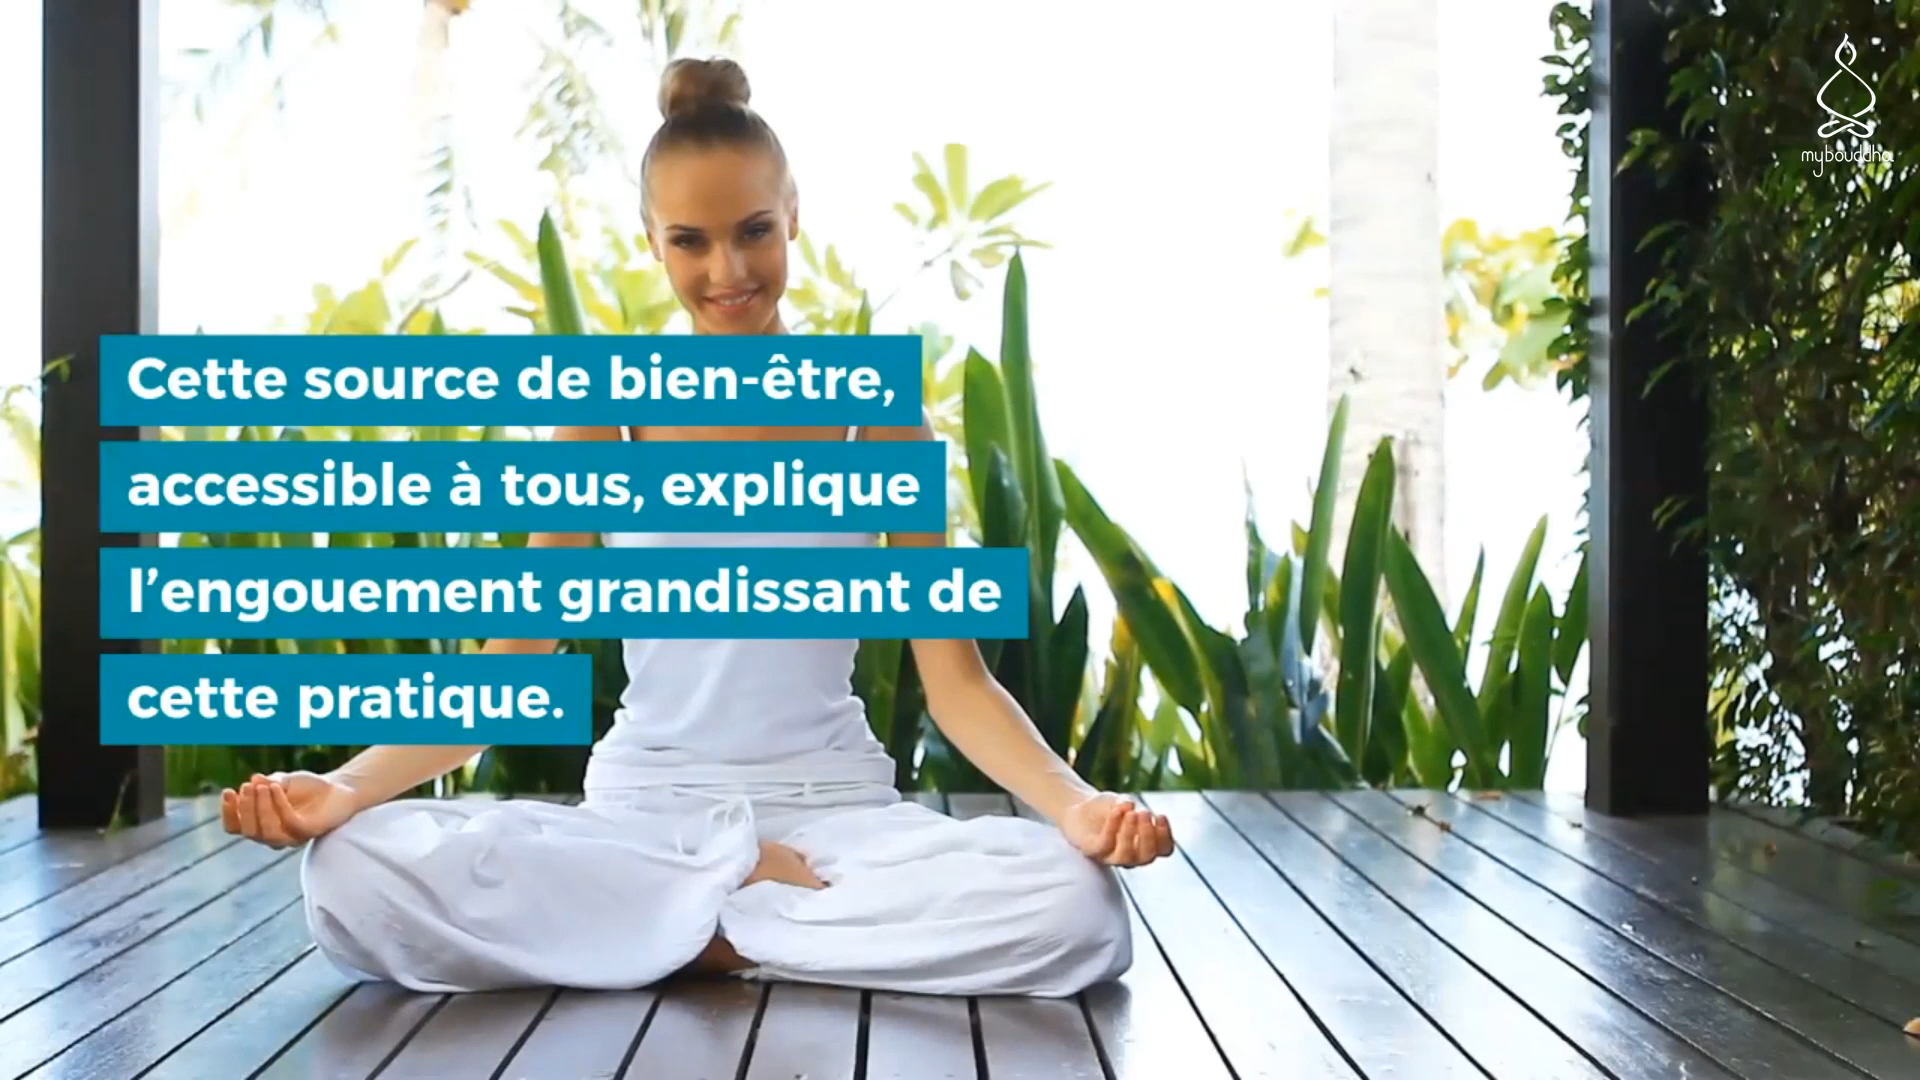 mybouddha
Cette source de bien-être,
accessible à tous, explique
l’engouement grandissant de
cette pratique.